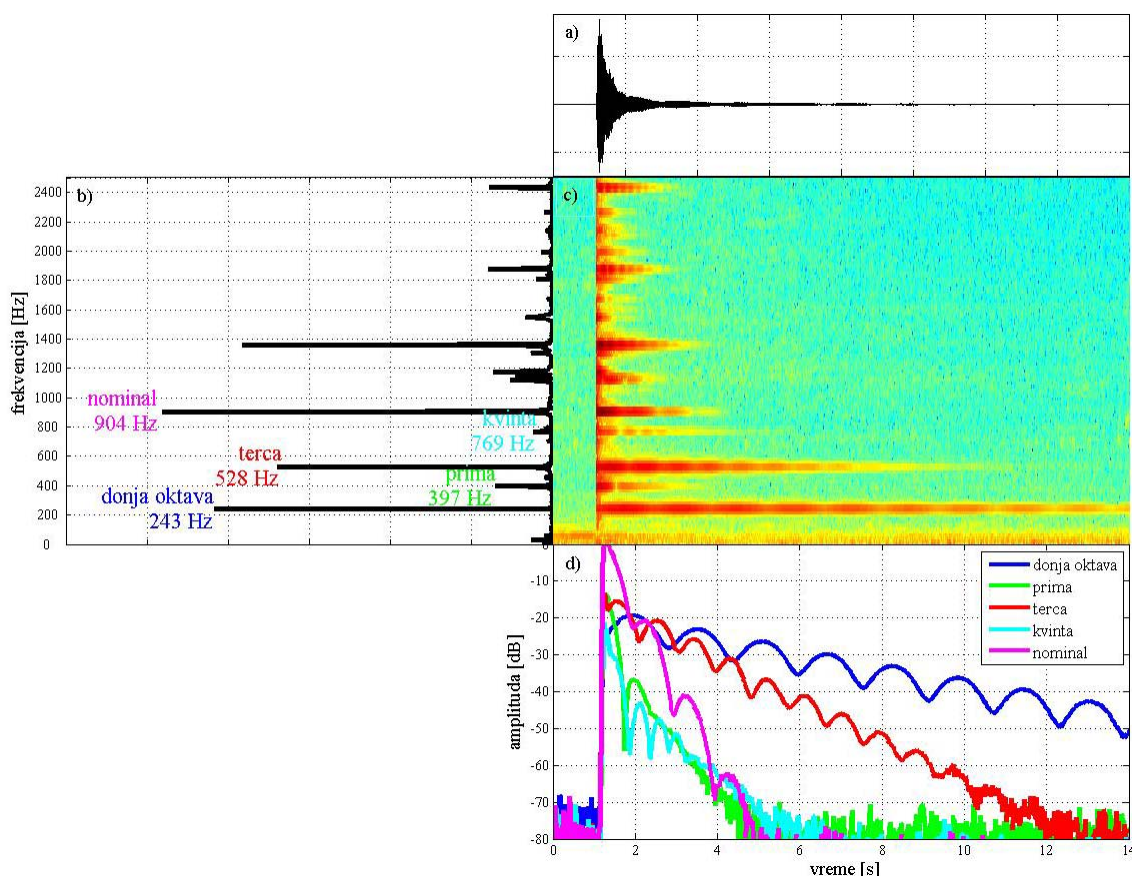 a)
b)
c)
2400
2200
2000
1800
1600
1400
1200
1000
800
600
400
200
0
frekvencija [Hz]
nominal
904 Hz
kvinta
769 Hz
terca
528 Hz
prima
397 Hz
donja oktava
243 Hz
d)
0
-10
-20
-30
-40
-50
-60
-70
-80
amplituda [dB]
donja oktava
prima
terca
kvinta
nominal
0 2 4 6 8 10 12 14
vreme [s]